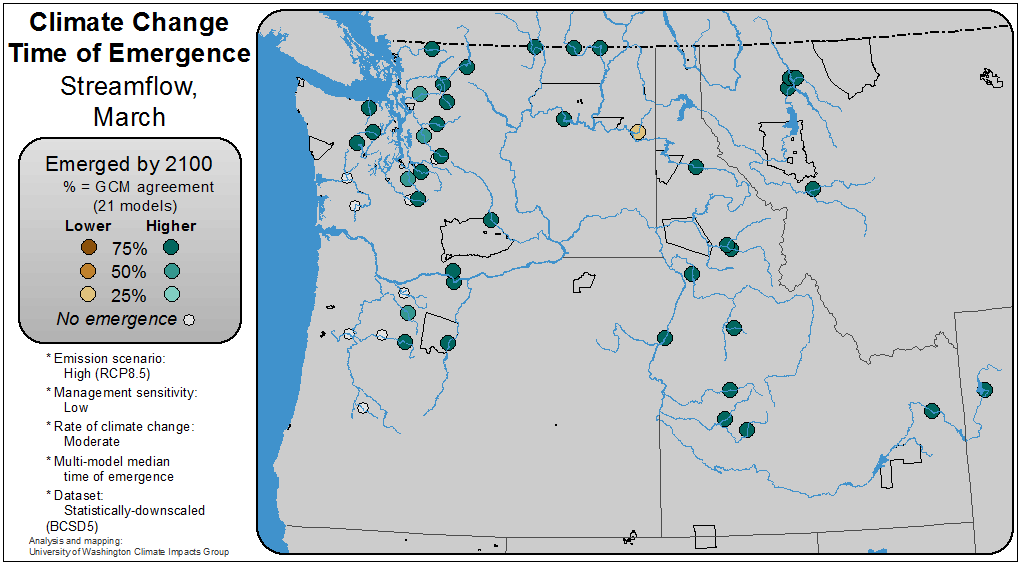 Climate Change
Time of Emergence
Streamflow,
March
Emerged by 2100
% = GCM agreement
(21 models)
Lower Higher
75%
50%
25%
No emergence
* Emission scenario:
High (RCP8.5)
* Management sensitivity:
Low
* Rate of climate change:
Moderate
* Multi-model median
time of emergence
* Dataset:
Statistically-downscaled
(BCSD5)
Analysis and mapping:
University of Washington Climate Impacts Group